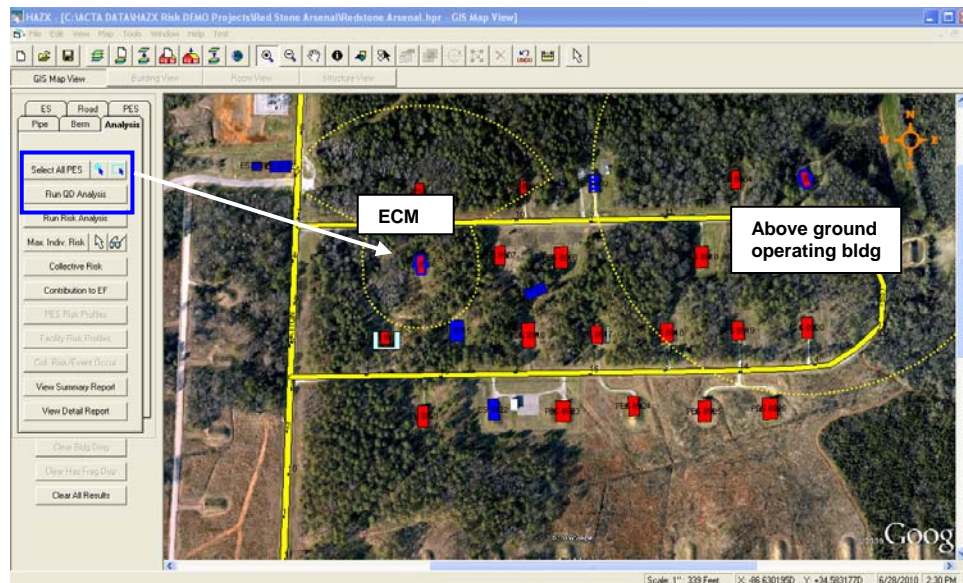 HAZX - [C:\ACTA DATA\HAZX Risk DEMO Projects\Red Stone Arsenal\Redstone Arsenal.hpr - GIS Map View]
File Edit View Map Tools Window Help Test
UNDO
GIS Map View Building View Room View Structure View
ES Road PES
Pipe Berm Analysis
Select All PES
Run QD Analysis
Run Risk Analysis
Max. Indiv. Risk
Collective Risk
Contribution to EF
PES Risk Profiles
Facility Risk Profiles
Coll. Risk/Event Occur.
View Summary Report
View Detail Report
Clear Bldg Dmg
Clear Haz Frag Disp
Clear All Results
N
ECM
Above ground
operating bldg
Goog
Scale: 1" : 339 Feet X: -86.630195D Y: +34.583177D 6/28/2010 2:30 PM